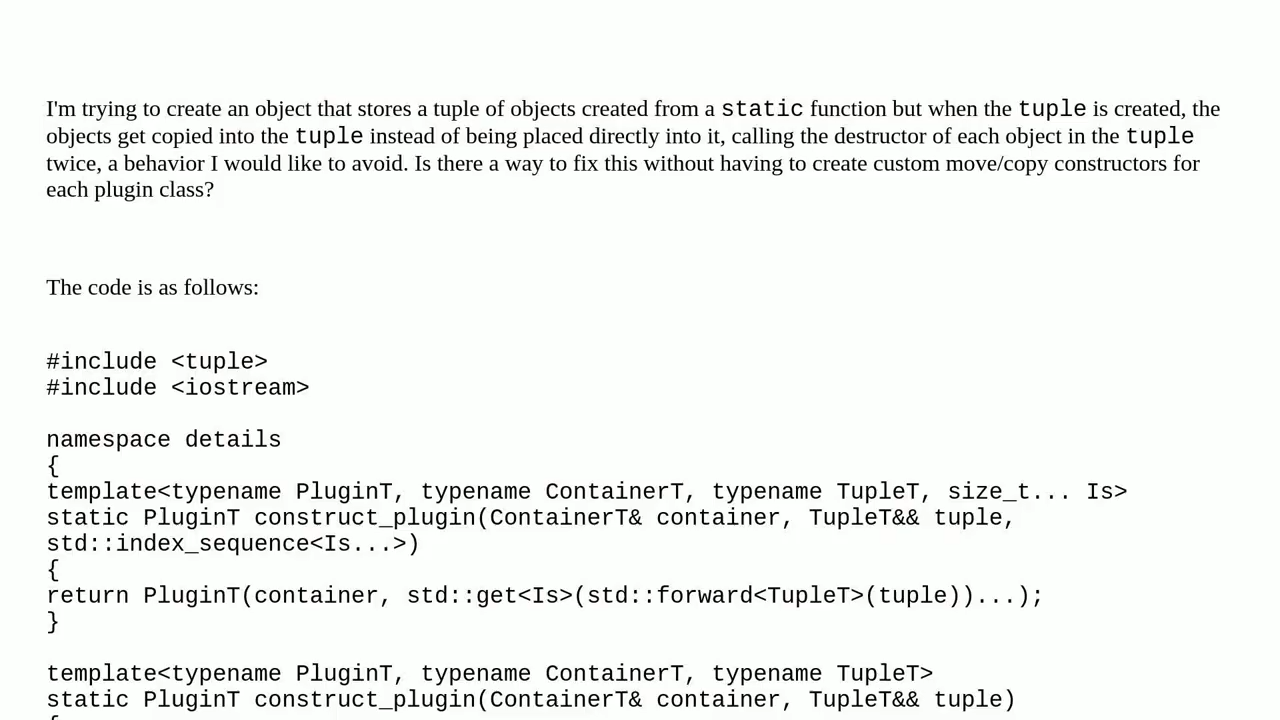 I'm trying to create an object that stores a tuple of objects created from a static function but when the tuple is created, the
objects get copied into the tuple instead of being placed directly into it, calling the destructor of each object in the tuple
twice, a behavior I would like to avoid. Is there a way to fix this without having to create custom move/copy constructors for
each plugin class?
The code is as follows:
#include <tuple>
#include <iostream>
namespace details
{
template<typename PluginT, typename ContainerT, typename TupleT, size_t... Is>
static PluginT construct_plugin(ContainerT& container, TupleT&& tuple,
std::index_sequence<Is...>)
{
return PluginT(container, std::get<Is>(std::forward<TupleT>(tuple))...);
}
template<typename PluginT, typename ContainerT, typename TupleT>
static PluginT construct_plugin(ContainerT& container, TupleT&& tuple)
{